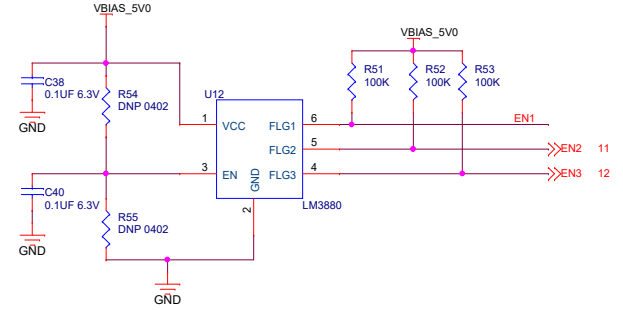 VBIAS_5V0
VBIAS_5V0
C38
0.1UF 6.3V
GND
R54
DNP 0402
R51
100K
R52
100K
R53
100K
U12
1
VCC
FLG1
6
EN1
FLG2
5
EN2 11
3
EN
FLG3
4
EN3 12
GND
2
LM3880
C40
0.1UF 6.3V
GND
R55
DNP 0402
GND